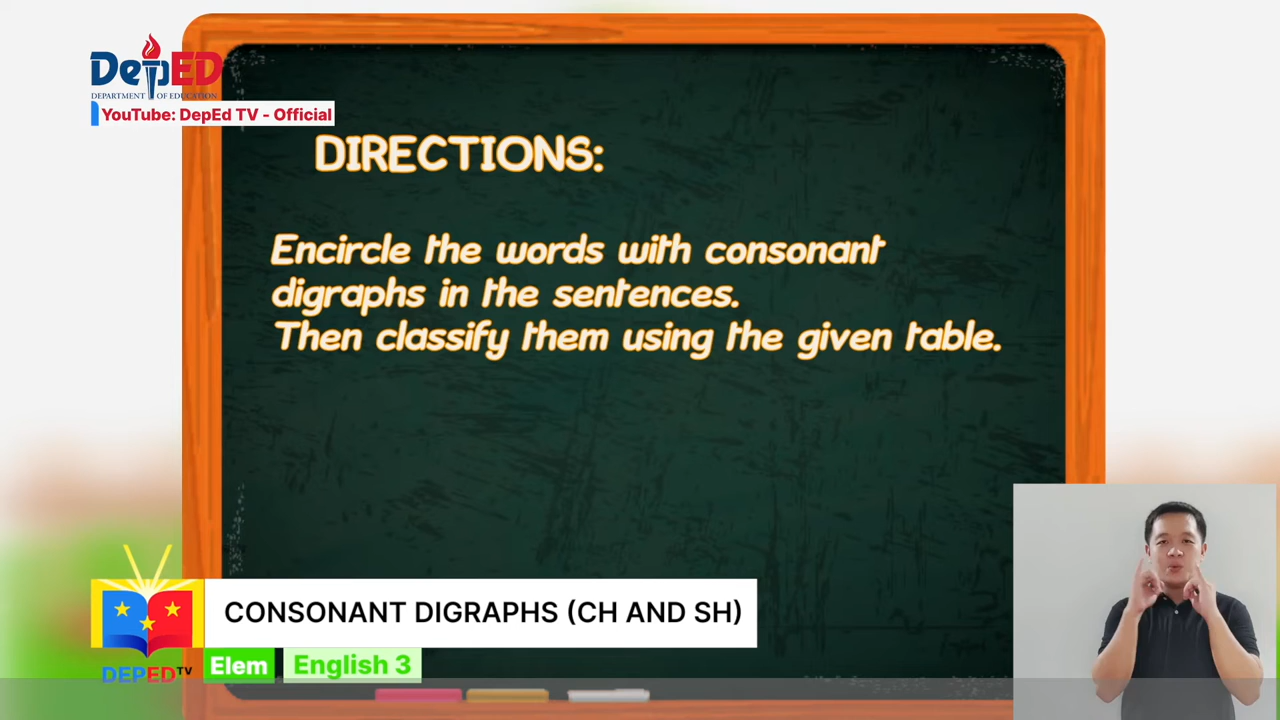 DepED
DEPARTMENT OF EDUCATION
YouTube: DepEd TV - Official
DIRECTIONS:
Encircle the words with consonant
digraphs in the sentences.
Then classify them using the given table.
CONSONANT DIGRAPHS (CH AND SH)
DEPED TV
Elem
English 3